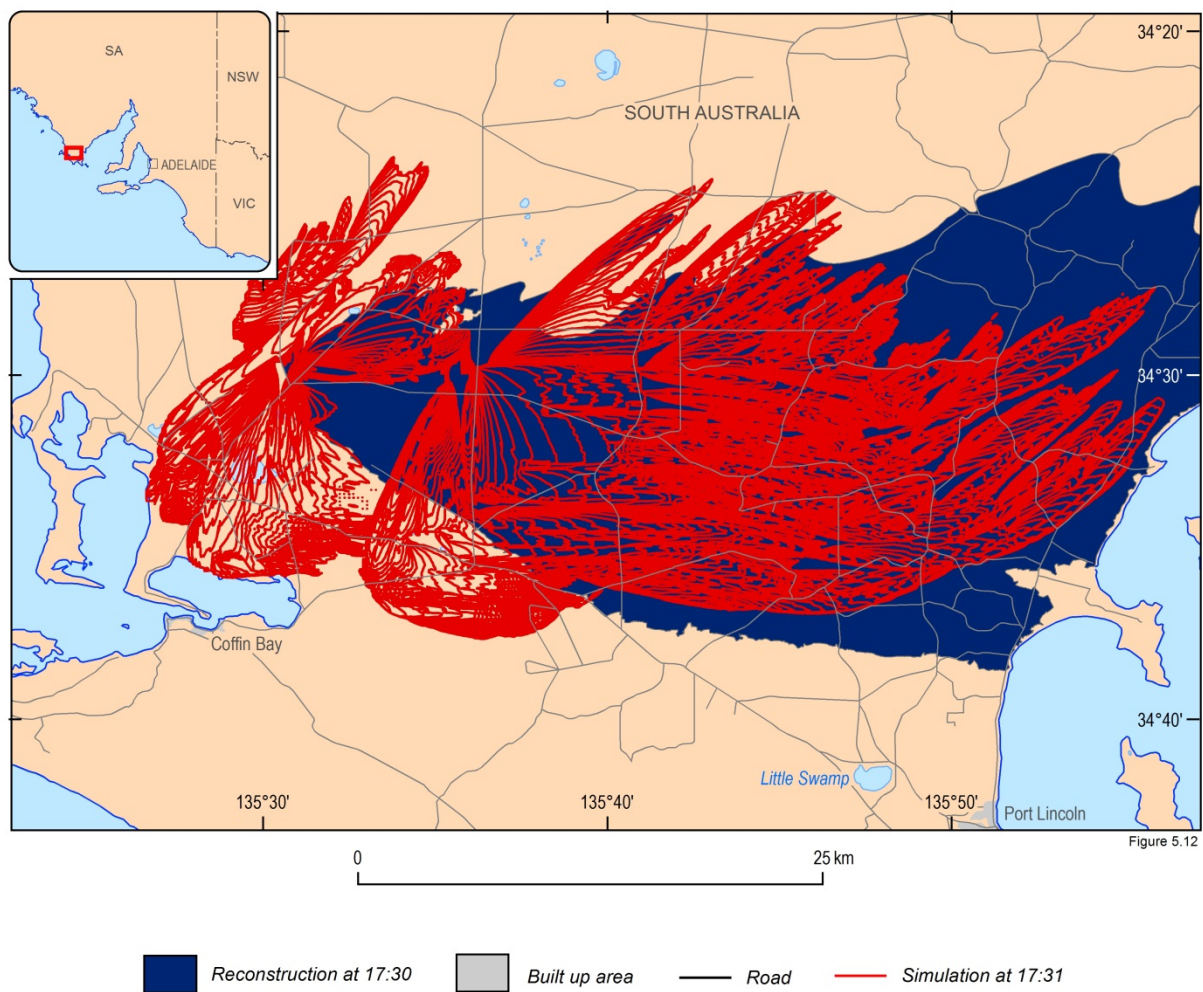 SA
NSW
ADELAIDE
VIC
SOUTH AUSTRALIA
34°20'
34°30'
Coffin Bay
34°40'
Little Swamp
135°30'
135°40'
135°50'
Port Lincoln
Figure 5.12
0
25 km
Reconstruction at 17:30
Built up area
Road
Simulation at 17:31